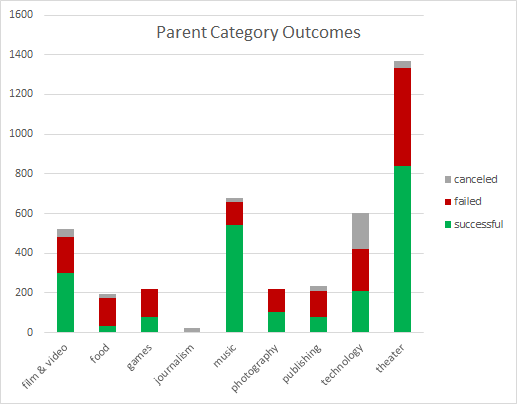 Parent Category Outcomes
1600
1400
1200
1000
800
600
400
200
0
film & video
food
games
journalism
music
photography
publishing
technology
theater
canceled
failed
successful